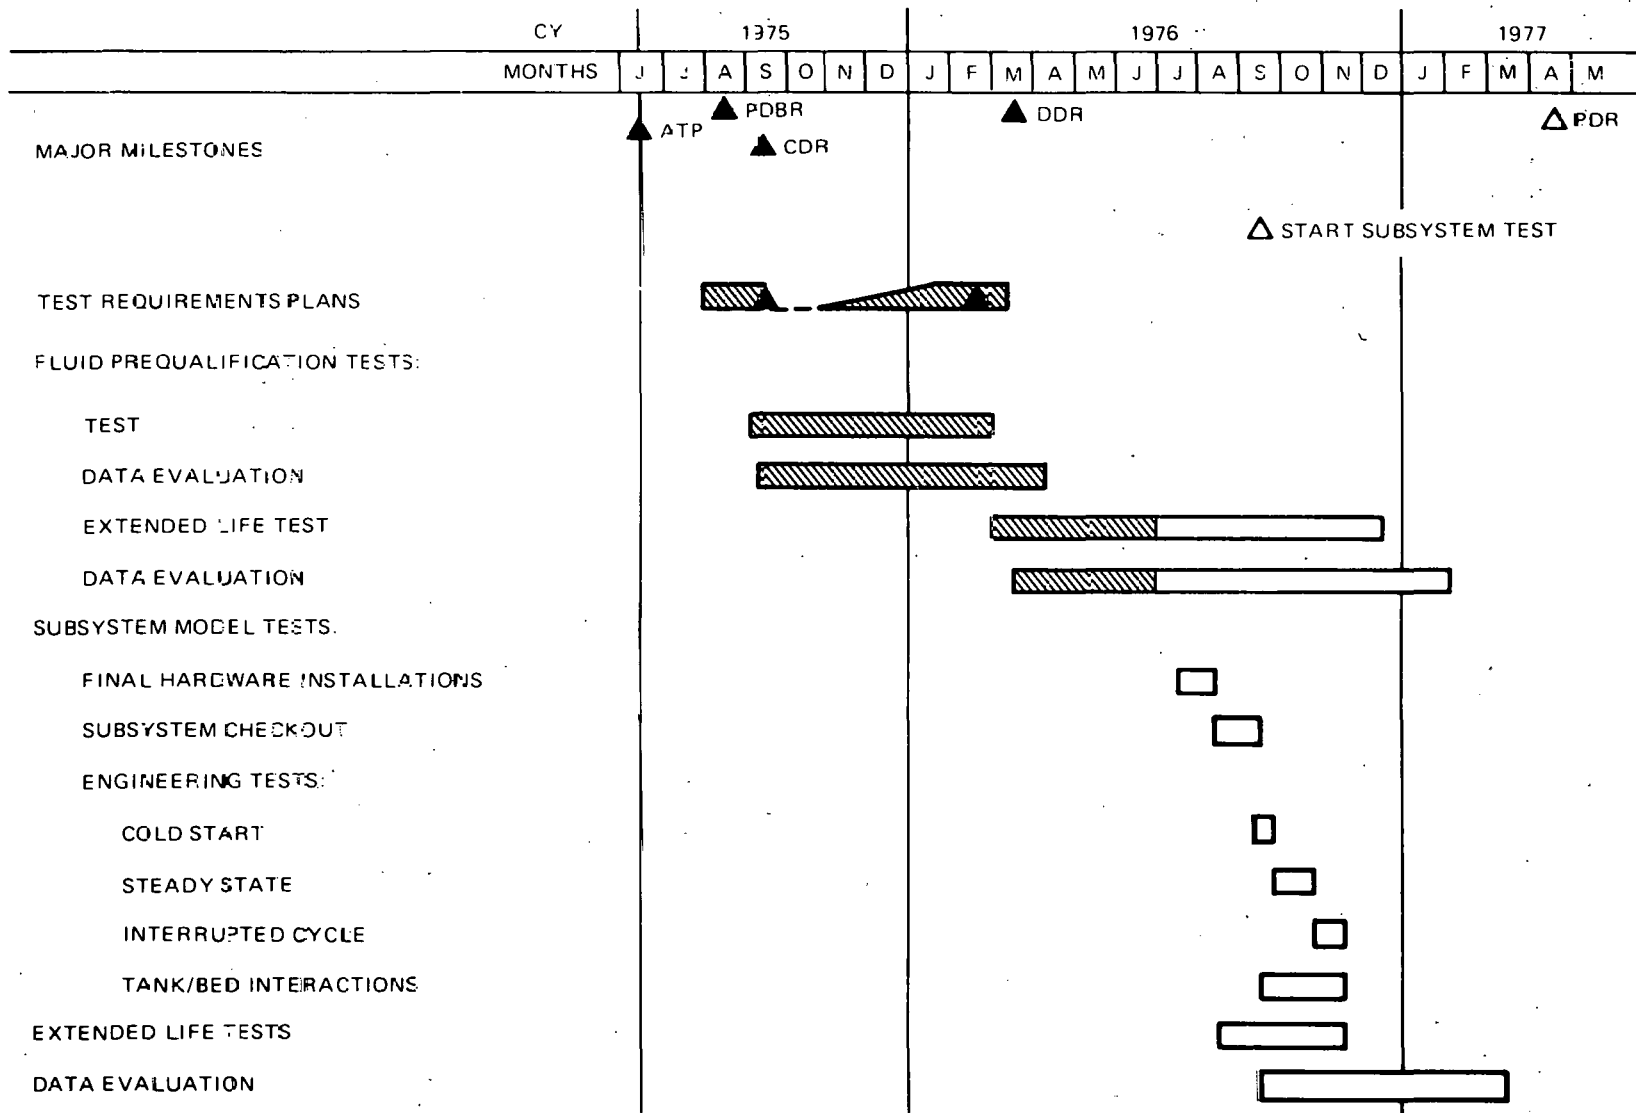 CY 1975 1976 1977
MONTHS J J A S O N D J F M A M J J A S O N D J F M A M
PDBR DDR PDR
ATP
MAJOR MILESTONES CDR
START SUBSYSTEM TEST
TEST REQUIREMENTS PLANS
FLUID PREQUALIFICATION TESTS:
TEST
DATA EVALUATION
EXTENDED LIFE TEST
DATA EVALUATION
SUBSYSTEM MODEL TESTS:
FINAL HARDWARE INSTALLATIONS
SUBSYSTEM CHECKOUT
ENGINEERING TESTS:
COLD START
STEADY STATE
INTERRUPTED CYCLE
TANK/BED INTERACTIONS
EXTENDED LIFE TESTS
DATA EVALUATION